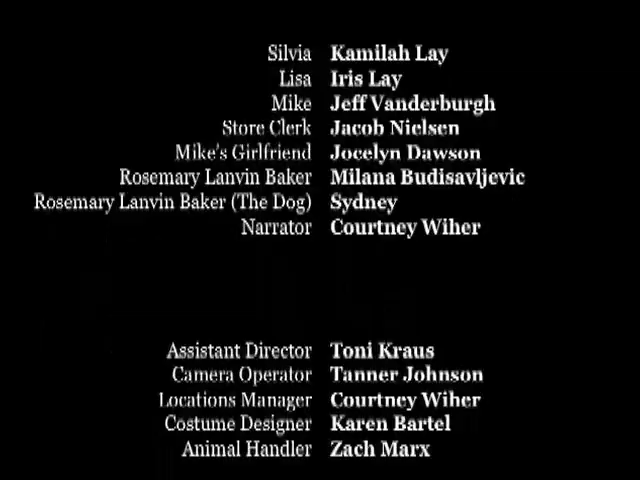 Silvia Kamilah Lay
Lisa Iris Lay
Mike Jeff Vanderburgh
Store Clerk Jacob Nielsen
Mike's Girlfriend Jocelyn Dawson
Rosemary Lanvin Baker Milana Budisavljevic
Rosemary Lanvin Baker (The Dog) Sydney
Narrator Courtney Wiher
Assistant Director Toni Kraus
Camera Operator Tanner Johnson
Locations Manager Courtney Wiher
Costume Designer Karen Bartel
Animal Handler Zach Marx